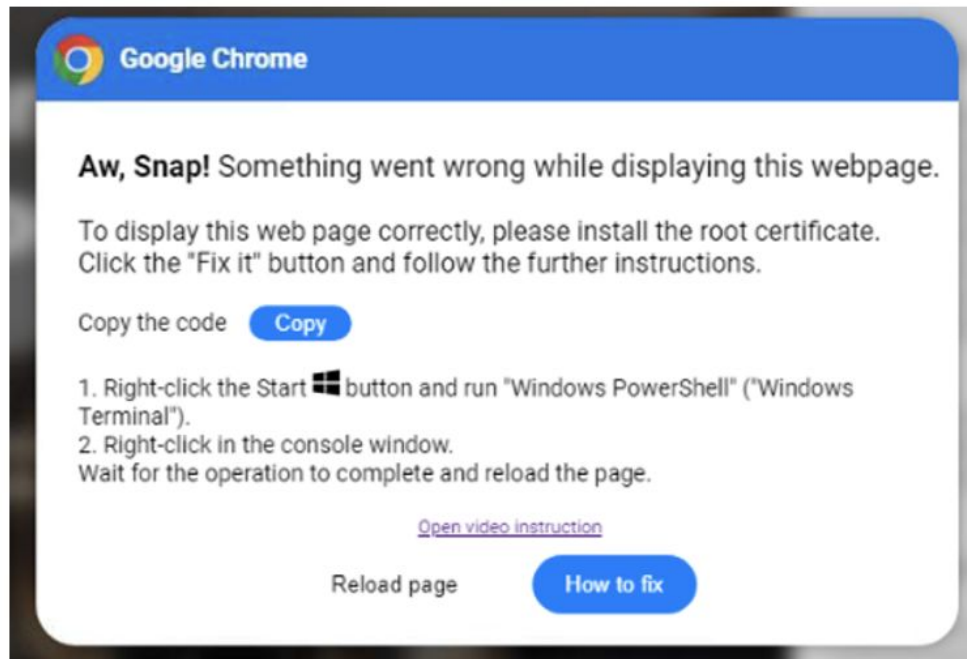 Google Chrome
Aw, Snap! Something went wrong while displaying this webpage.
To display this web page correctly, please install the root certificate.
Click the "Fix it" button and follow the further instructions.
Copy the code Copy
1. Right-click the Start button and run "Windows PowerShell" ("Windows
Terminal").
2. Right-click in the console window.
Wait for the operation to complete and reload the page.
Open video instruction
Reload page How to fix